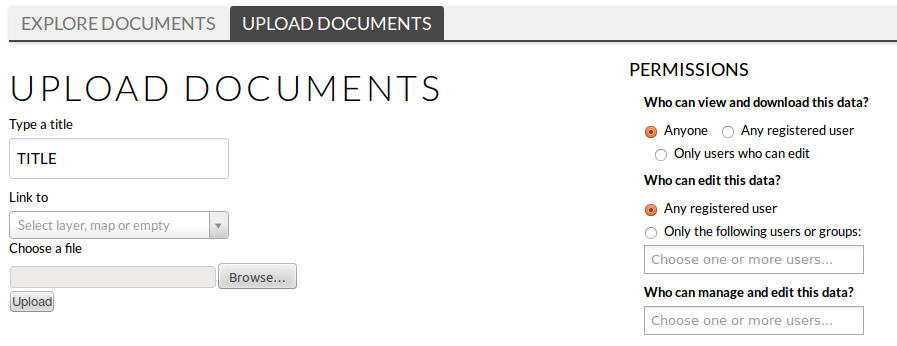 EXPLORE DOCUMENTS UPLOAD DOCUMENTS
UPLOAD DOCUMENTS
Type a title
TITLE
Link to
Select layer, map or empty
Choose a file
Browse...
Upload
PERMISSIONS
Who can view and download this data?
Anyone Any registered user
Only users who can edit
Who can edit this data?
Any registered user
Only the following users or groups:
Choose one or more users...
Who can manage and edit this data?
Choose one or more users...